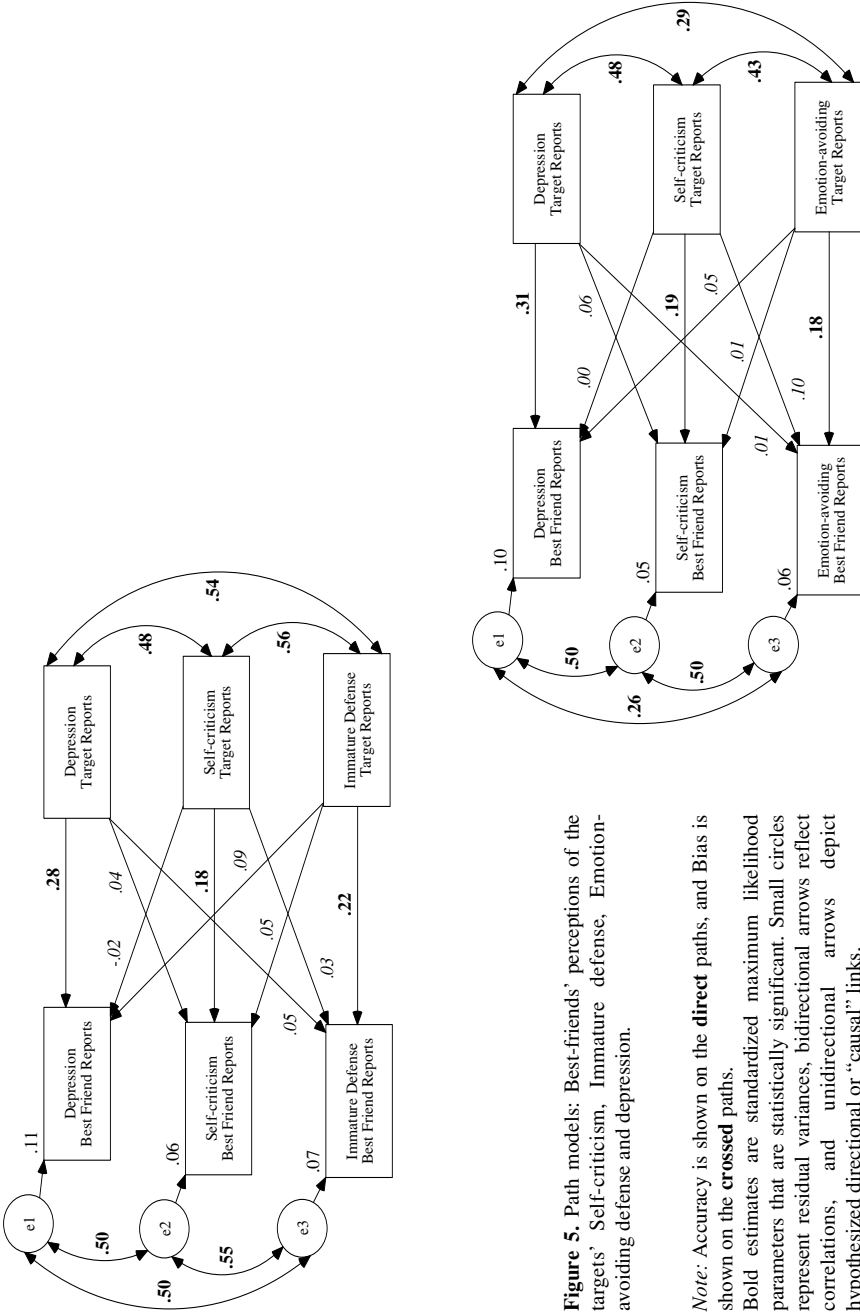 Depression
Best Friend Reports
Self-criticism
Best Friend Reports
Immature Defense
Best Friend Reports
Depression
Target Reports
Self-criticism
Target Reports
Immature Defense
Target Reports
e1
e2
e3
.11
.06
.07
.50
.55
.50
.28
.04
-.02
.18
.09
.05
.05
.03
.22
.48
.56
.54
Figure 5. Path models: Best-friends’ perceptions of the
targets’ Self-criticism, Immature defense, Emotion-
avoiding defense and depression.
Note: Accuracy is shown on the direct paths, and Bias is
shown on the crossed paths.
Bold estimates are standardized maximum likelihood
parameters that are statistically significant. Small circles
represent residual variances, bidirectional arrows reflect
correlations, and unidirectional arrows depict
hypothesized directional or “causal” links.
Depression
Best Friend Reports
Self-criticism
Best Friend Reports
Emotion-avoiding
Best Friend Reports
Depression
Target Reports
Self-criticism
Target Reports
Emotion-avoiding
Target Reports
e1
e2
e3
.10
.05
.06
.50
.50
.26
.31
.06
.00
.19
.05
.01
.01
.10
.18
.48
.43
.29